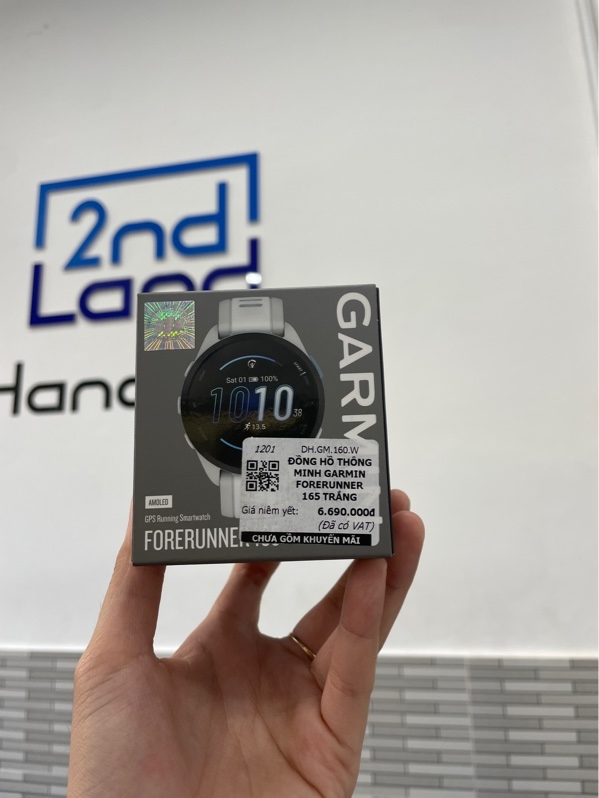 2nd
Land
Hand
GARMIN
Sat 01 100%
1010 38
13.5
1201 DH.GM.160.W
ĐỒNG HỒ THÔNG
MINH GARMIN
FORERUNNER
165 TRẮNG
Giá niêm yết: 6.690.000đ
(Đã có VAT)
CHƯA GỒM KHUYẾN MÃI
AMOLED
GPS Running Smartwatch
FORERUNNER